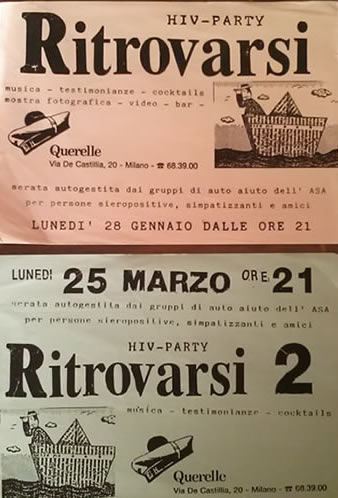 HIV-PARTY
Ritrovarsi
musica - testimonianze - cocktails
mostra fotografica - video - bar -
Querelle
Via De Castillia, 20 - Milano - ☎ 68.39.00
serata autogestita dai gruppi di auto aiuto dell' ASA
per persone sieropositive, simpatizzanti e amici
LUNEDI' 28 GENNAIO DALLE ORE 21
LUNEDI 25 MARZO ORE 21
serata autogestita dai gruppi di auto aiuto dell' ASA
per persone sieropositive, simpatizzanti e amici
HIV-PARTY
Ritrovarsi 2
musica - testimonianze - cocktails
Querelle
Via De Castillia, 20 - Milano - ☎ 68.39.00